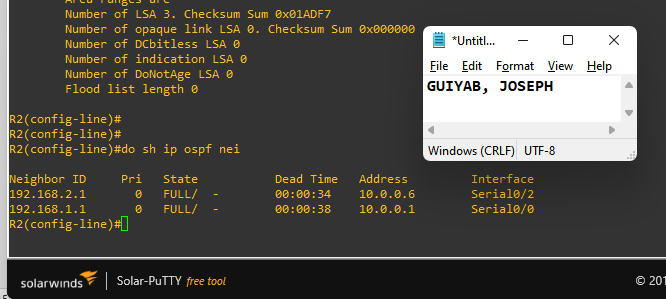 Area ranges are
Number of LSA 3. Checksum Sum 0x01ADF7
Number of opaque link LSA 0. Checksum Sum 0x000000
Number of DCbitless LSA 0
Number of indication LSA 0
Number of DoNotAge LSA 0
Flood list length 0
R2(config-line)#
R2(config-line)#
R2(config-line)#do sh ip ospf nei
Neighbor ID Pri State Dead Time Address Interface
192.168.2.1 0 FULL/ - 00:00:34 10.0.0.6 Serial0/2
192.168.1.1 0 FULL/ - 00:00:38 10.0.0.1 Serial0/0
R2(config-line)#
*Untitl...
File Edit Format View Help
GUIYAB, JOSEPH
Windows (CRLF) UTF-8
solarwinds Solar-PuTTY free tool © 201